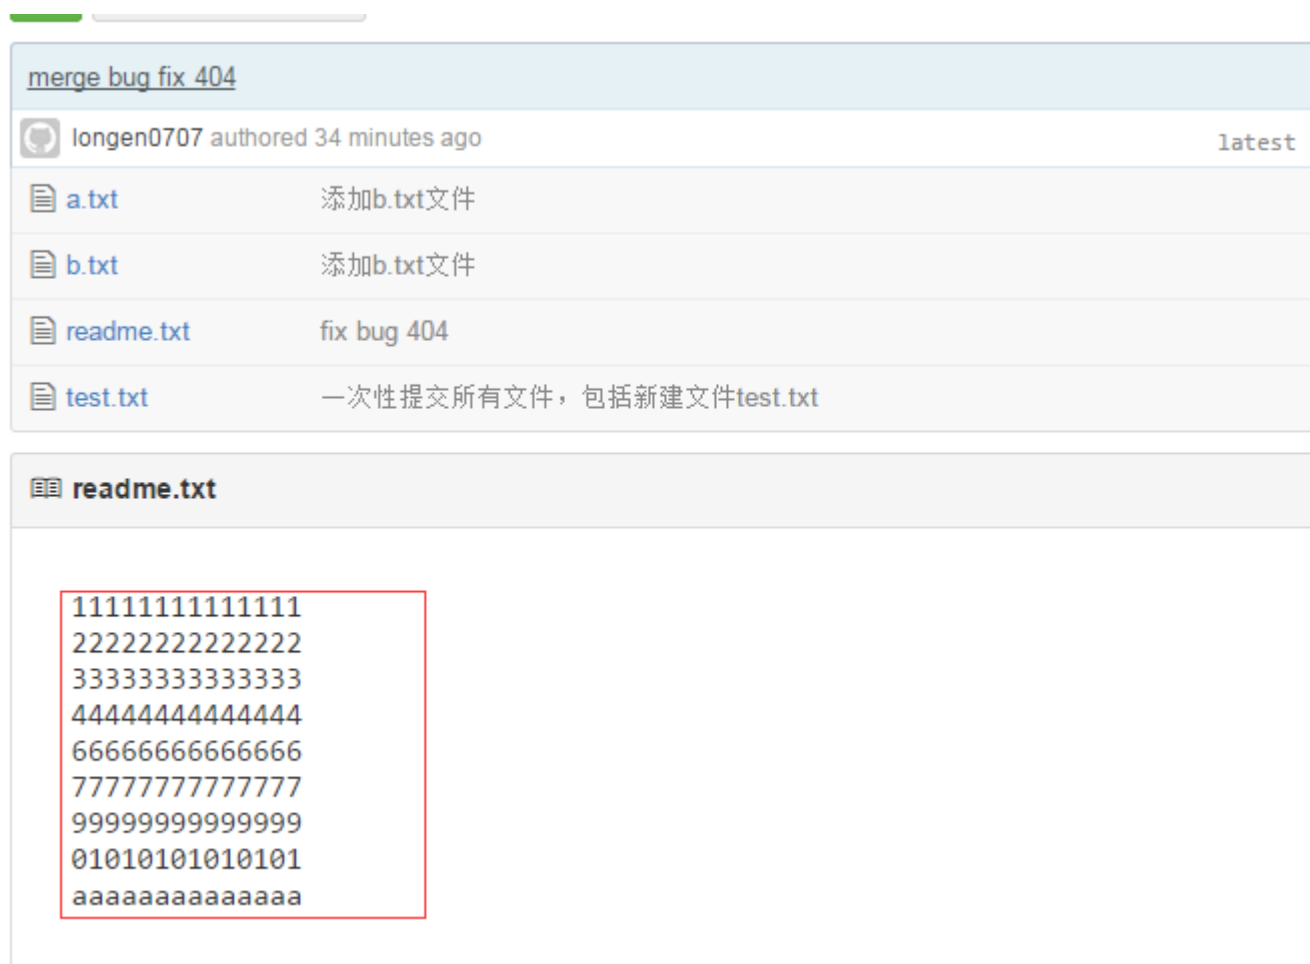 merge bug fix 404
longen0707 authored 34 minutes ago latest
a.txt 添加b.txt文件
b.txt 添加b.txt文件
readme.txt fix bug 404
test.txt 一次性提交所有文件，包括新建文件test.txt
readme.txt
11111111111111
22222222222222
33333333333333
44444444444444
66666666666666
77777777777777
99999999999999
01010101010101
aaaaaaaaaaaaaa